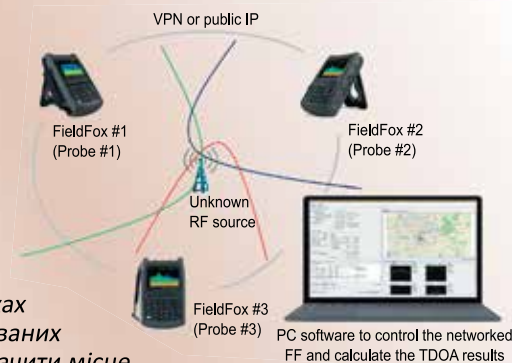 VPN or public IP
FieldFox #1
(Probe #1)
FieldFox #2
(Probe #2)
Unknown
RF source
FieldFox #3
(Probe #3)
PC software to control the networked
FF and calculate the TDOA results
ах
ваних
ачити місце